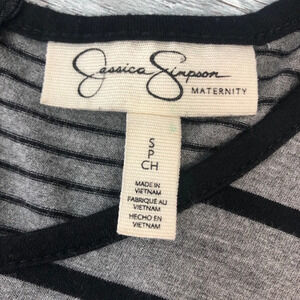 Jessica Simpson
MATERNITY
S
P
CH
MADE IN
VIETNAM
FABRIQUÉ AU
VIETNAM
HECHO EN
VIETNAM